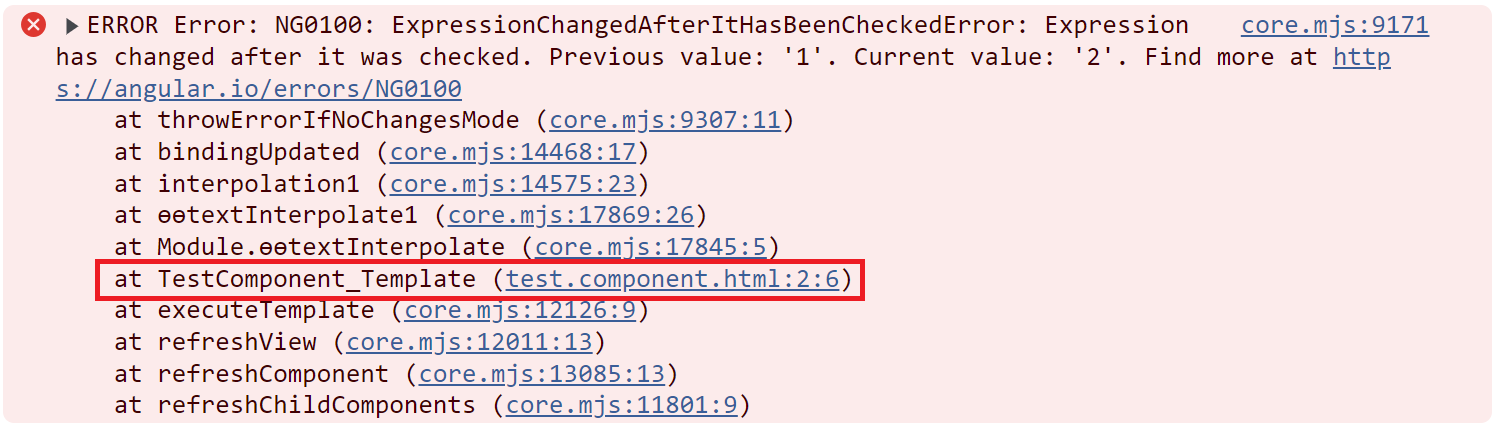 ▶ERROR Error: NG0100: ExpressionChangedAfterItHasBeenCheckedError: Expression core.mjs:9171
has changed after it was checked. Previous value: '1'. Current value: '2'. Find more at http
s://angular.io/errors/NG0100
at throwErrorIfNoChangesMode (core.mjs:9307:11)
at bindingUpdated (core.mjs:14468:17)
at interpolation1 (core.mjs:14575:23)
at ɵɵtextInterpolate1 (core.mjs:17869:26)
at Module.ɵɵtextInterpolate (core.mjs:17845:5)
at TestComponent_Template (test.component.html:2:6)
at executeTemplate (core.mjs:12126:9)
at refreshView (core.mjs:12011:13)
at refreshComponent (core.mjs:13085:13)
at refreshChildComponents (core.mjs:11801:9)